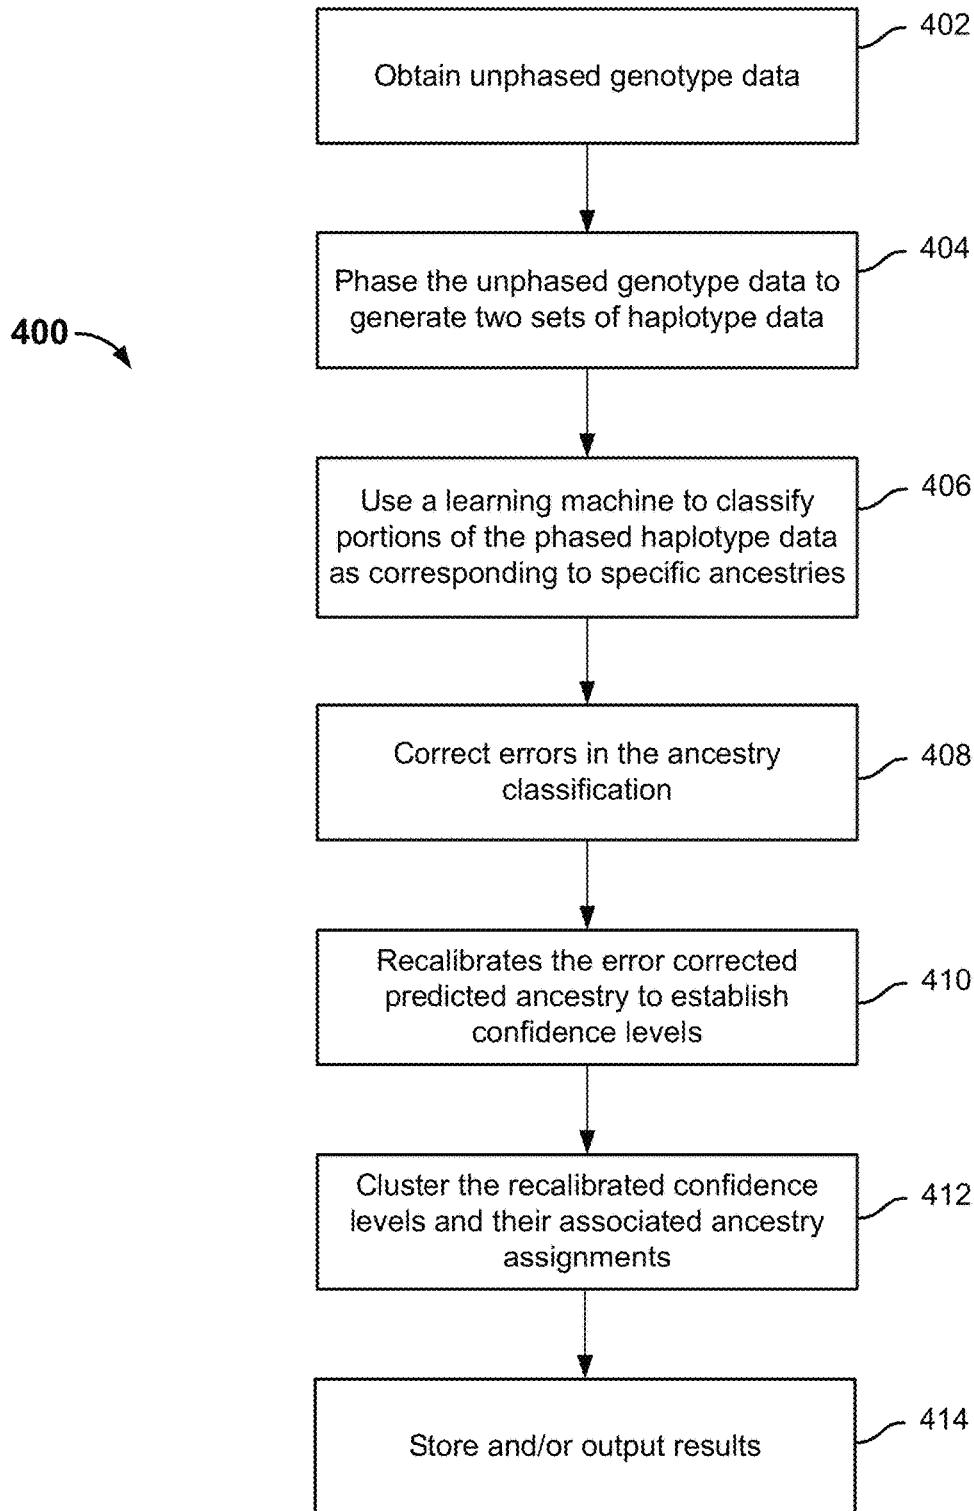 402
Obtain unphased genotype data
404
Phase the unphased genotype data to
generate two sets of haplotype data
400
406
Use a learning machine to classify
portions of the phased haplotype data
as corresponding to specific ancestries
408
Correct errors in the ancestry
classification
410
Recalibrates the error corrected
predicted ancestry to establish
confidence levels
412
Cluster the recalibrated confidence
levels and their associated ancestry
assignments
414
Store and/or output results